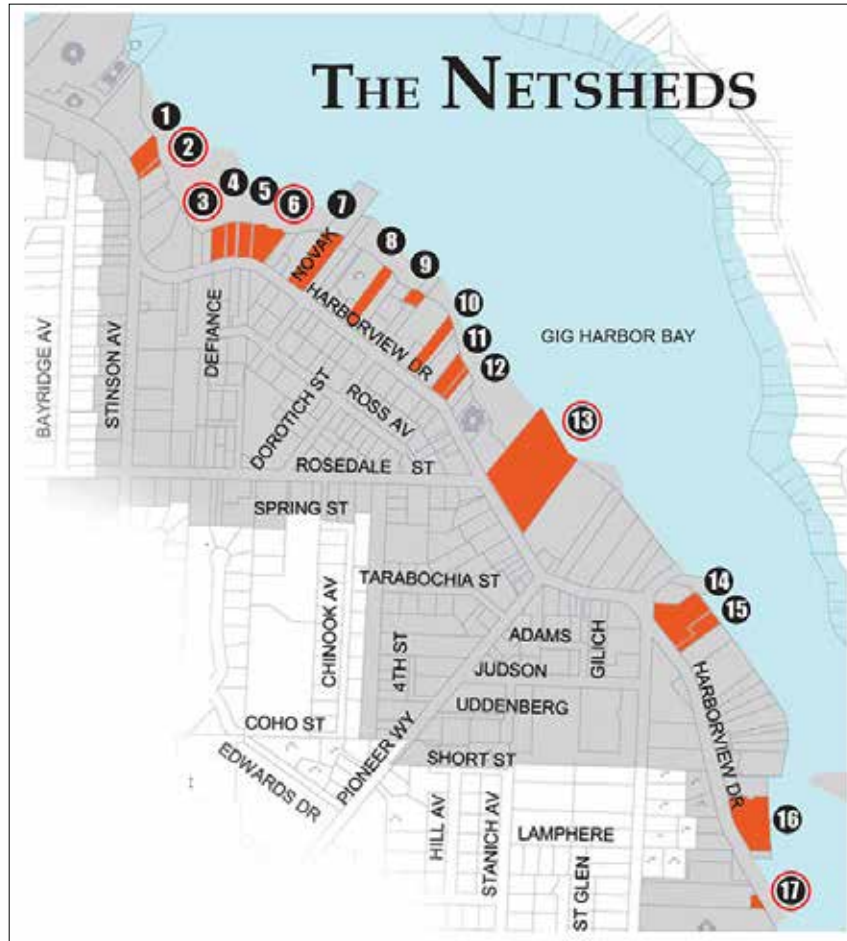 THE NETSHEDS
1
2
3
4
5
6
7
8
9
10
11
12
13
14
15
16
17
NOVAK
HARBORVIEW DR
GIG HARBOR BAY
BAYRIDGE AV
STINSON AV
DEFIANCE
DOROTICH ST
ROSS AV
ROSEDALE ST
SPRING ST
TARABOCHIA ST
CHINOOK AV
4TH ST
ADAMS
GILICH
JUDSON
UDDENBERG
HARBORVIEW DR
COHO ST
EDWARDS DR
PIONEER WY
SHORT ST
HILL AV
STANICH AV
LAMPHERE
ST GLEN